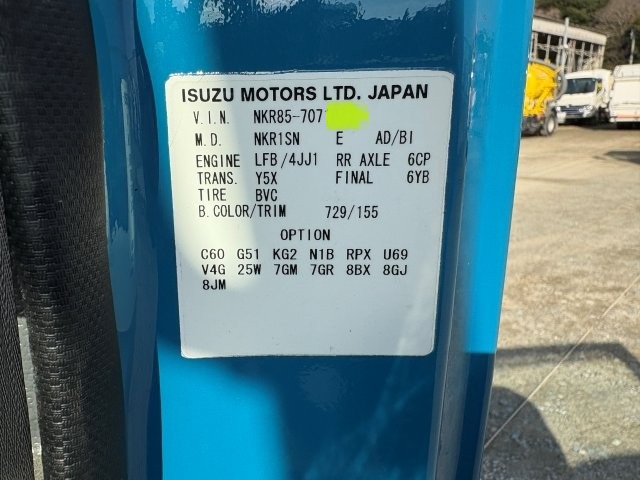 ISUZU MOTORS LTD. JAPAN
V.I.N. NKR85-707
M.D. NKR1SN E AD/BI
ENGINE LFB/4JJ1 RR AXLE 6CP
TRANS. Y5X FINAL 6YB
TIRE BVC
B.COLOR/TRIM 729/155
OPTION
C60 G51 KG2 N1B RPX U69
V4G 25W 7GM 7GR 8BX 8GJ
8JM